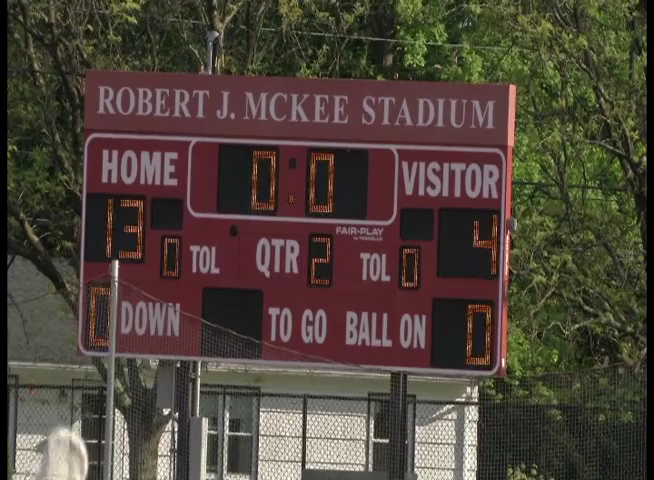 ROBERT J. MCKEE STADIUM
HOME 0:0 VISITOR
13 4
FAIR-PLAY
0 TOL QTR 2 TOL 0
0 DOWN TO GO BALL ON 0